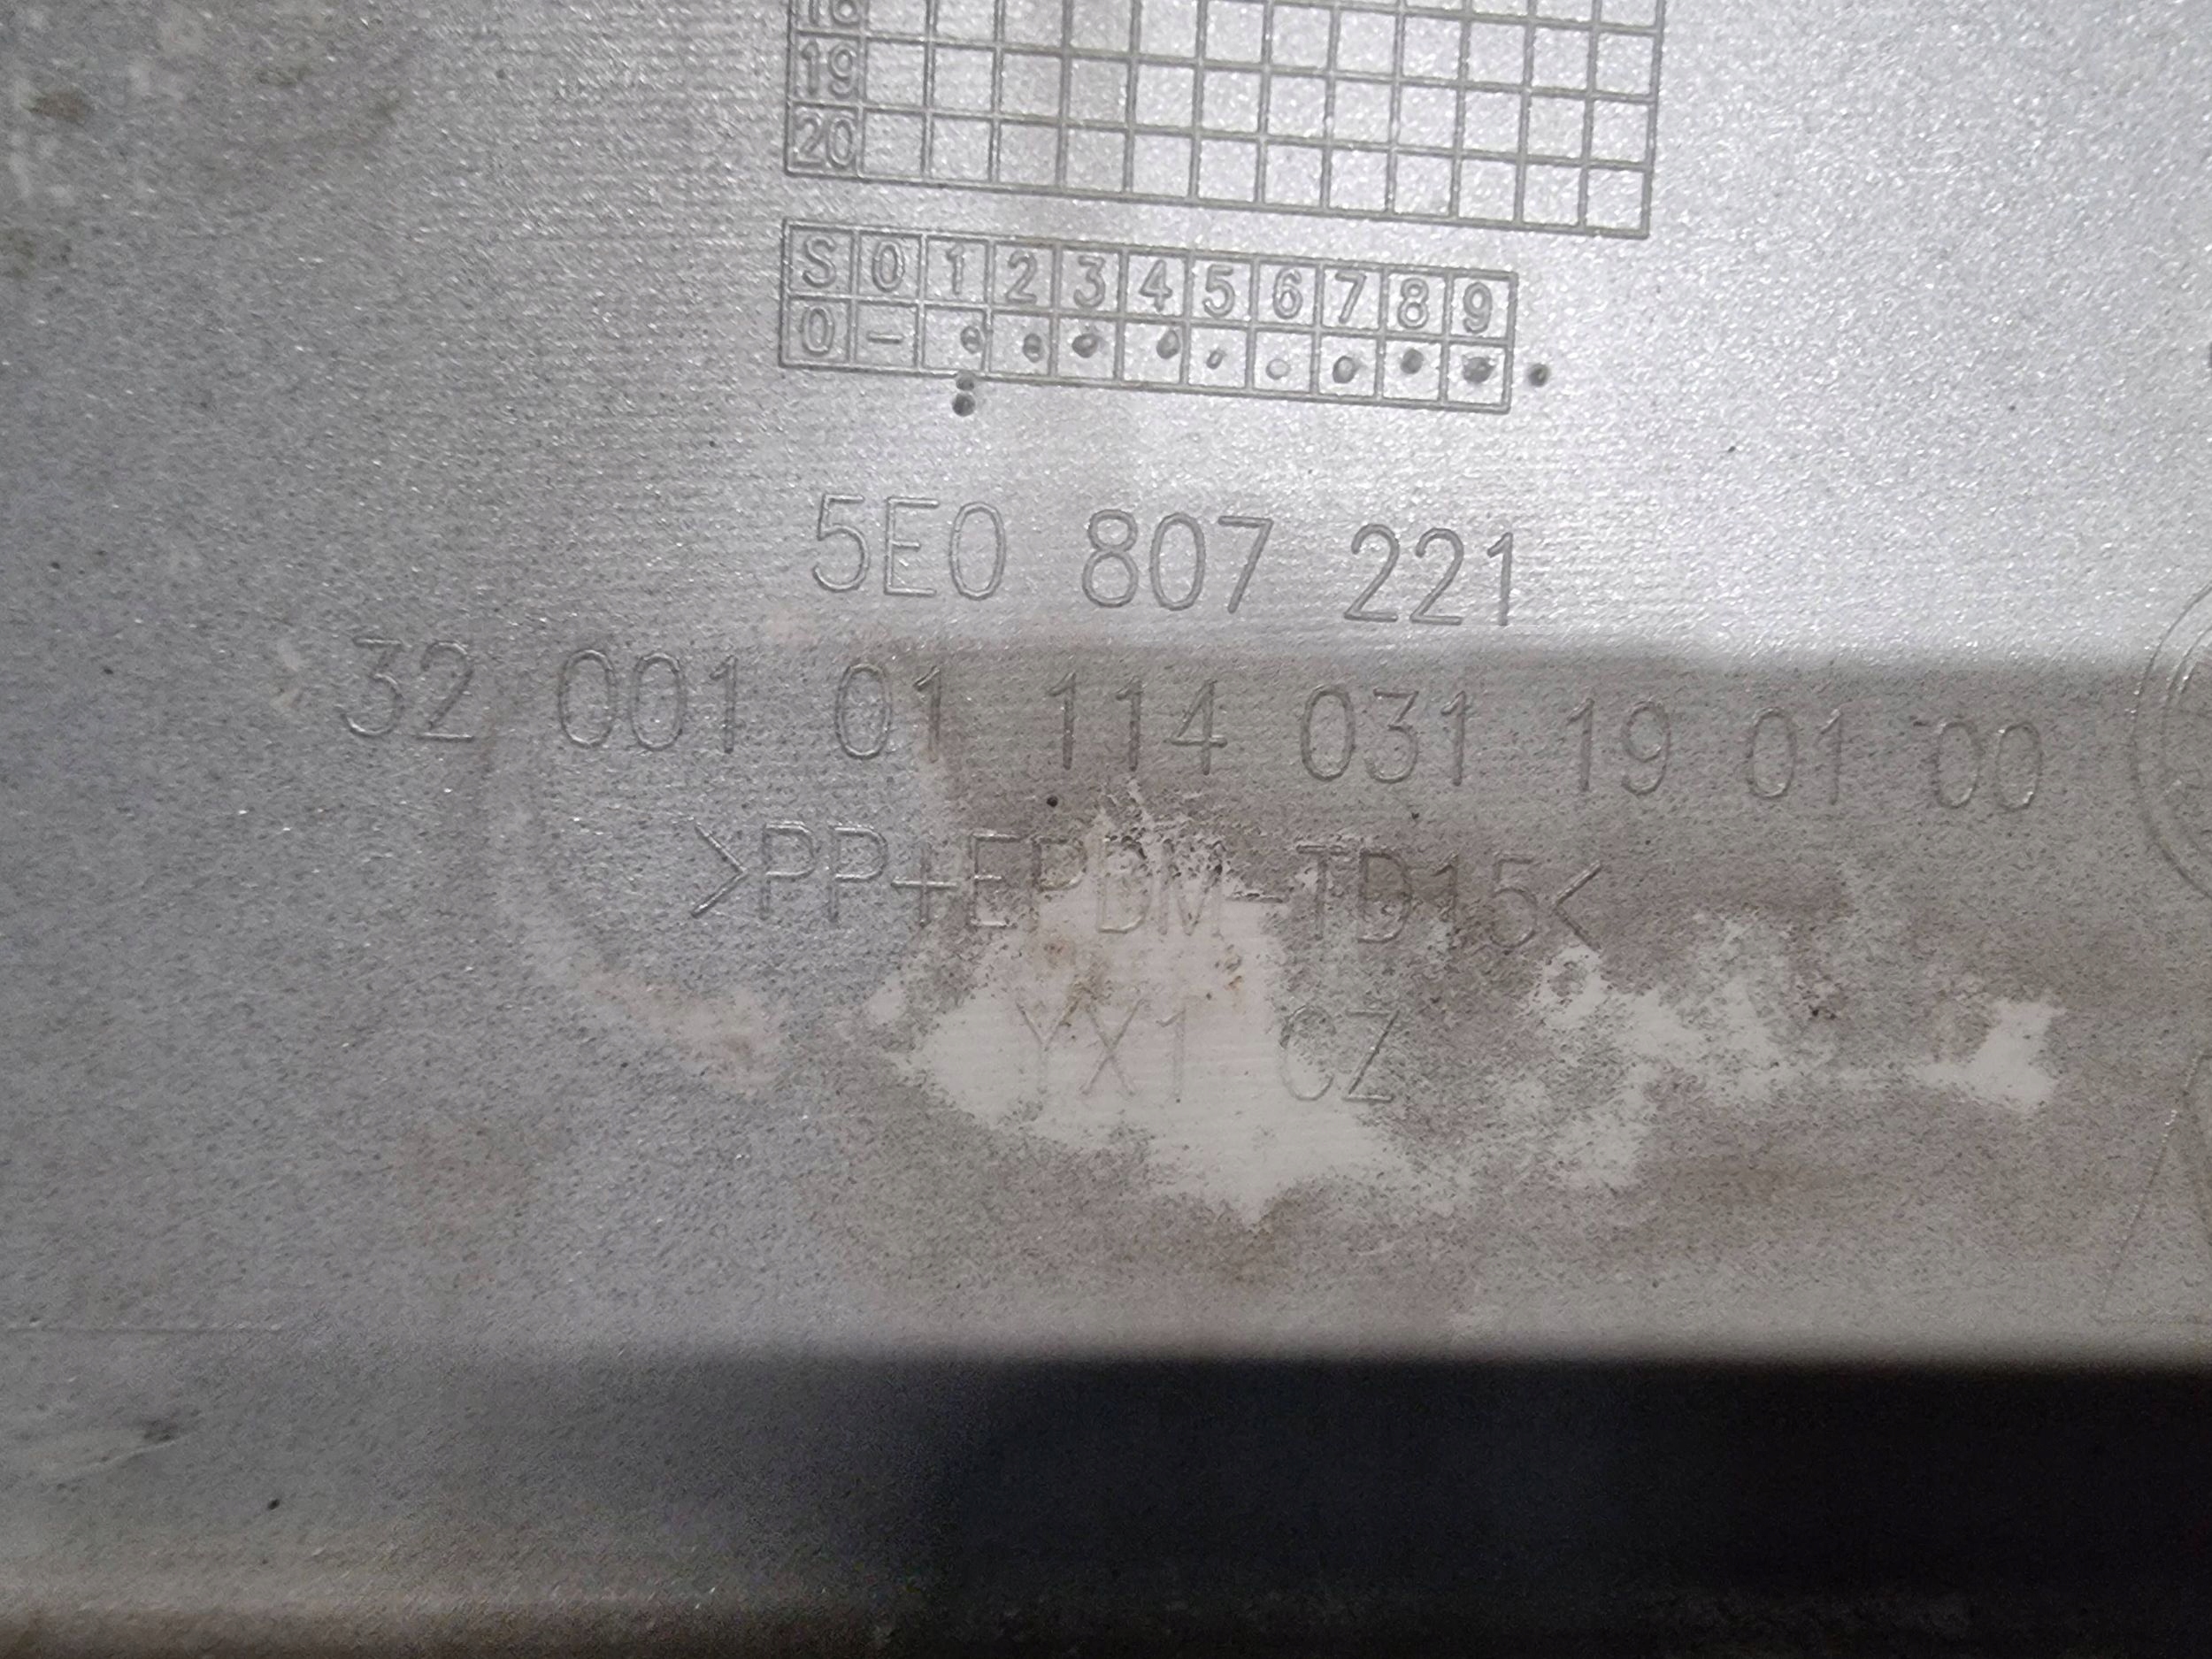 18
19
20
S 0 1 2 3 4 5 6 7 8 9
0 –
5E0 807 221
32 001 01 114 031 19 01 00
>PP+EPDM-TD15<
YX1 CZ